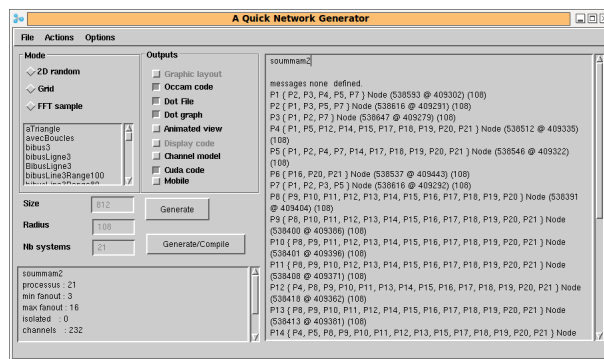 A Quick Network Generator
File Actions Options
Mode
2D random
Grid
FFT sample
aTriangle
avecBoucles
bibus3
bibusLigne3
BibusLigne3
bibusLine3Range100
bibusLine3Range80
Outputs
Graphic layout
Occam code
Dot File
Dot graph
Animated view
Display code
Channel model
Cuda code
Mobile
Size 812
Radius 108
Nb systems 21
Generate
Generate/Compile
soummam2
processus : 21
min fanout : 3
max fanout : 16
isolated : 0
channels : 232
soummam2
messages none defined.
P1 { P2, P3, P4, P5, P7 } Node (538593 @ 409302) (108)
P2 { P1, P3, P5, P7 } Node (538616 @ 409291) (108)
P3 { P1, P2, P7 } Node (538647 @ 409279) (108)
P4 { P1, P5, P12, P14, P15, P17, P18, P19, P20, P21 } Node (538512 @ 409335)
(108)
P5 { P1, P2, P4, P7, P14, P17, P18, P19, P20, P21 } Node (538546 @ 409322)
(108)
P6 { P16, P20, P21 } Node (538537 @ 409443) (108)
P7 { P1, P2, P3, P5 } Node (538616 @ 409292) (108)
P8 { P9, P10, P11, P12, P13, P14, P15, P16, P17, P18, P19, P20 } Node (538391
@ 409404) (108)
P9 { P8, P10, P11, P12, P13, P14, P15, P16, P17, P18, P19, P20, P21 } Node
(538400 @ 409386) (108)
P10 { P8, P9, P11, P12, P13, P14, P15, P16, P17, P18, P19, P20, P21 } Node
(538401 @ 409396) (108)
P11 { P8, P9, P10, P12, P13, P14, P15, P16, P17, P18, P19, P20, P21 } Node
(538408 @ 409371) (108)
P12 { P4, P8, P9, P10, P11, P13, P14, P15, P16, P17, P18, P19, P20, P21 } Node
(538418 @ 409362) (108)
P13 { P8, P9, P10, P11, P12, P14, P15, P16, P17, P18, P19, P20, P21 } Node
(538413 @ 409381) (108)
P14 { P4, P5, P8, P9, P10, P11, P12, P13, P15, P16, P17, P18, P19, P20, P21 } Node